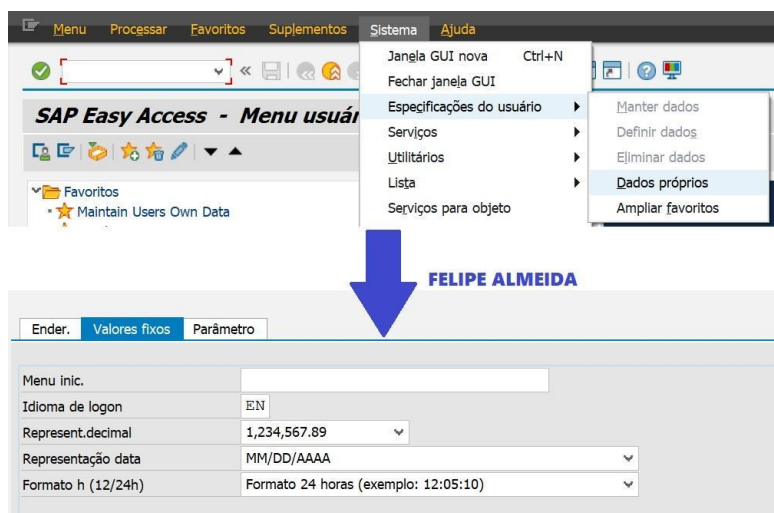 Menu Processar Favoritos Suplementos Sistema Ajuda
Janela GUI nova Ctrl+N
Fechar janela GUI
SAP Easy Access - Menu usuár
Especificações do usuário
Manter dados
Serviços
Definir dados
Utilitários
Eliminar dados
Favoritos
Lista
Dados próprios
Maintain Users Own Data
Serviços para objeto
Ampliar favoritos
FELIPE ALMEIDA
Ender. Valores fixos Parâmetro
Menu inic.
Idioma de logon EN
Represent.decimal 1,234,567.89
Representação data MM/DD/AAAA
Formato h (12/24h) Formato 24 horas (exemplo: 12:05:10)